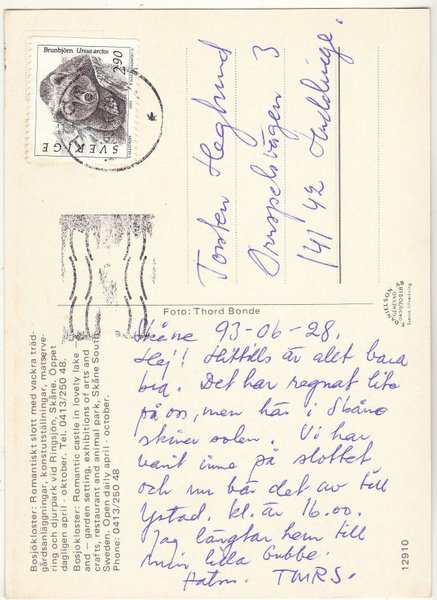 Brunbjörn Ursus arctos
2.90
SVERIGE
Torsten Heglund
Ornspelsvägen 3
141 42 Huddinge.
Foto: Thord Bonde
Skåne 93-06-28.
Hej! Hittills är allt bara
bra. Det har regnat lite
på oss, men här i Skåne
skiner solen. Vi har
varit inne på slottet
och nu bär det av till
Ystad. kl. är 16.00.
Jag längtar hem till
min lilla Gubbe.
TMRS.
Bosjökloster: Romantiskt slott med vackra träd-
gårdsanläggningar, konstutställningar, matserve-
ring och djurpark vid Ringsjön, Skåne. Öppet
dagligen april - oktober. Tel. 0413/250 48.
Bosjokloster: Romantic castle in lovely lake
and - garden setting, exhibitions of arts and
crafts, restaurant and animal park, Skåne South
Sweden. Open daily april - october.
Phone: 0413/250 48
12910